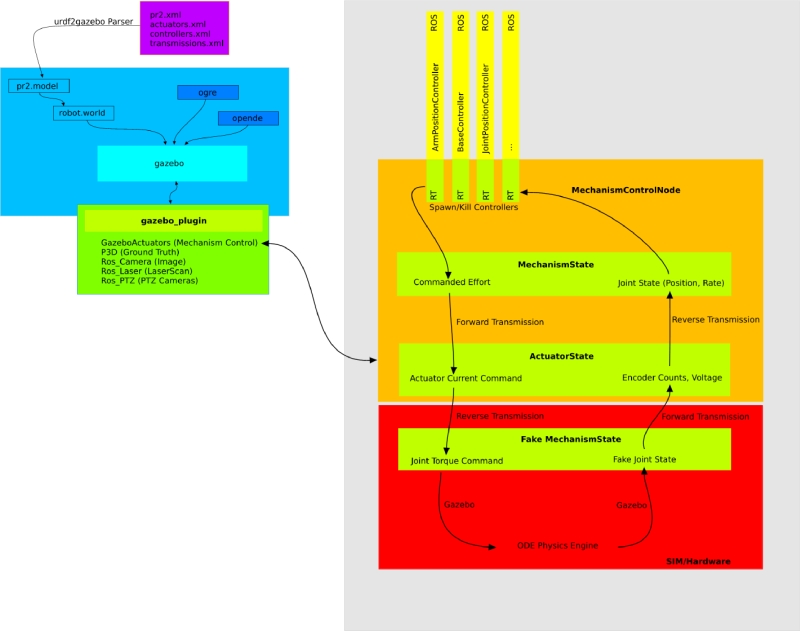 urdf2gazebo Parser
pr2.xml
actuators.xml
controllers.xml
transmissions.xml
pr2.model
robot.world
ogre
opende
gazebo
gazebo_plugin
GazeboActuators (Mechanism Control)
P3D (Ground Truth)
Ros_Camera (Image)
Ros_Laser (LaserScan)
Ros_PTZ (PTZ Cameras)
ROS
ArmPositionController
RT
ROS
BaseController
RT
ROS
JointPositionController
RT
ROS
...
RT
MechanismControlNode
Spawn/Kill Controllers
MechanismState
Commanded Effort
Joint State (Position, Rate)
Forward Transmission
Reverse Transmission
ActuatorState
Actuator Current Command
Encoder Counts, Voltage
Reverse Transmission
Forward Transmission
Fake MechanismState
Joint Torque Command
Fake Joint State
Gazebo
Gazebo
ODE Physics Engine
SIM/Hardware